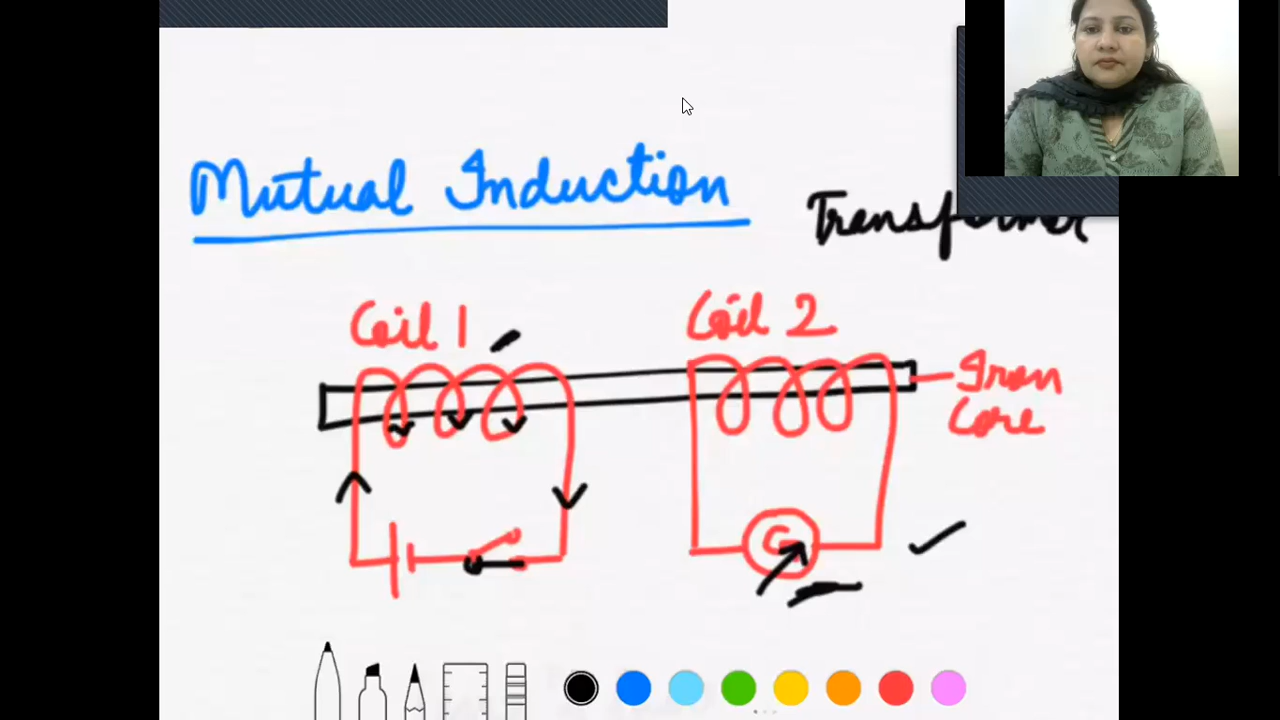 Mutual Induction
Transformer
Coil 1
Coil 2
Iron
Core
G